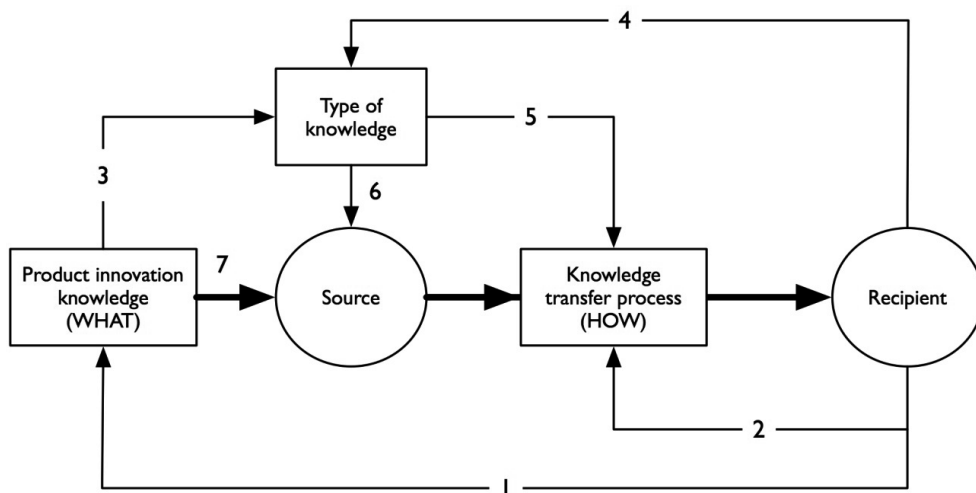 4
Type of
knowledge
5
3
6
7
Product innovation
knowledge
(WHAT)
Source
Knowledge
transfer process
(HOW)
Recipient
2
1